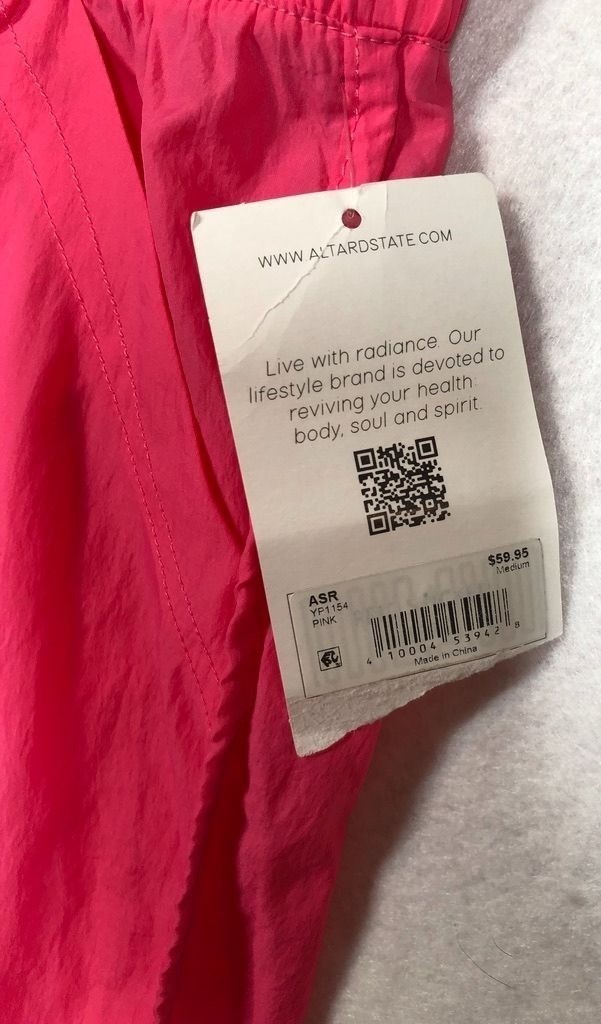 WWW.ALTARDSTATE.COM
Live with radiance. Our
lifestyle brand is devoted to
reviving your health:
body, soul and spirit.
$59.95
Medium
ASR
YP1154
PINK
4 10004 53942 8
Made in China